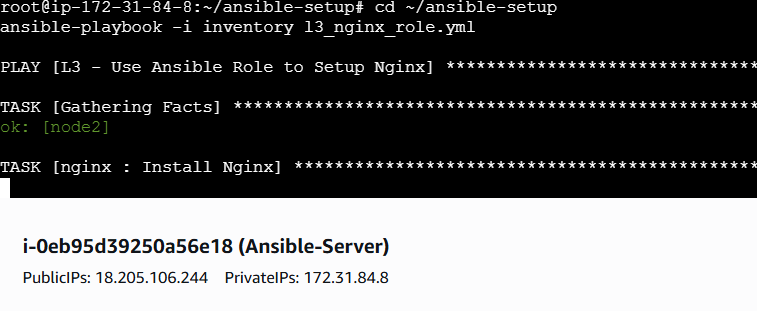 root@ip-172-31-84-8:~/ansible-setup# cd ~/ansible-setup
ansible-playbook -i inventory l3_nginx_role.yml
PLAY [L3 - Use Ansible Role to Setup Nginx] *******************************
TASK [Gathering Facts] ****************************************************
ok: [node2]
TASK [nginx : Install Nginx] **********************************************
i-0eb95d39250a56e18 (Ansible-Server)
PublicIPs: 18.205.106.244 PrivateIPs: 172.31.84.8